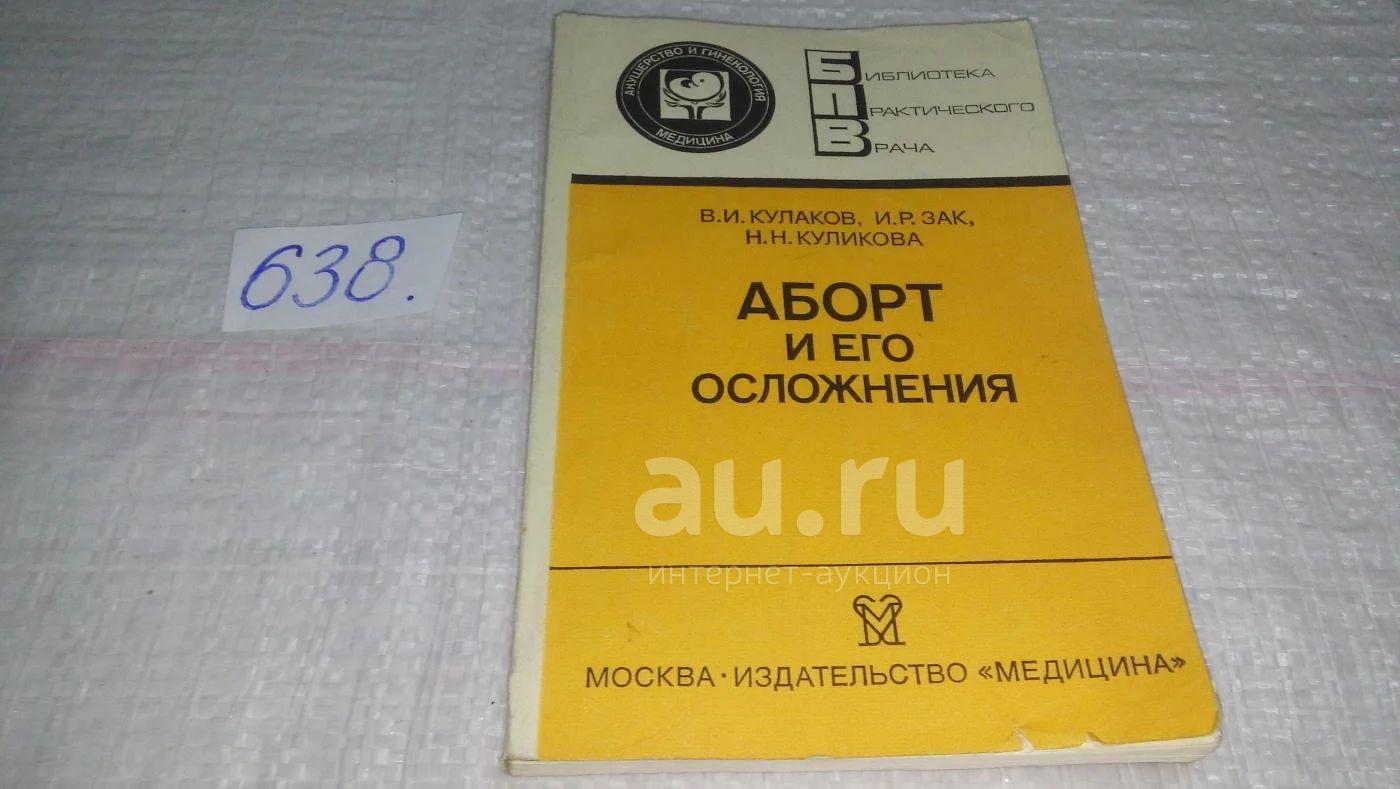 АКУШЕРСТВО И ГИНЕКОЛОГИЯ
МЕДИЦИНА
БИБЛИОТЕКА
ПРАКТИЧЕСКОГО
ВРАЧА
638.
В.И. КУЛАКОВ, И.Р. ЗАК,
Н.Н. КУЛИКОВА
АБОРТ
И ЕГО
ОСЛОЖНЕНИЯ
au.ru
интернет-аукцион
М
МОСКВА · ИЗДАТЕЛЬСТВО «МЕДИЦИНА»